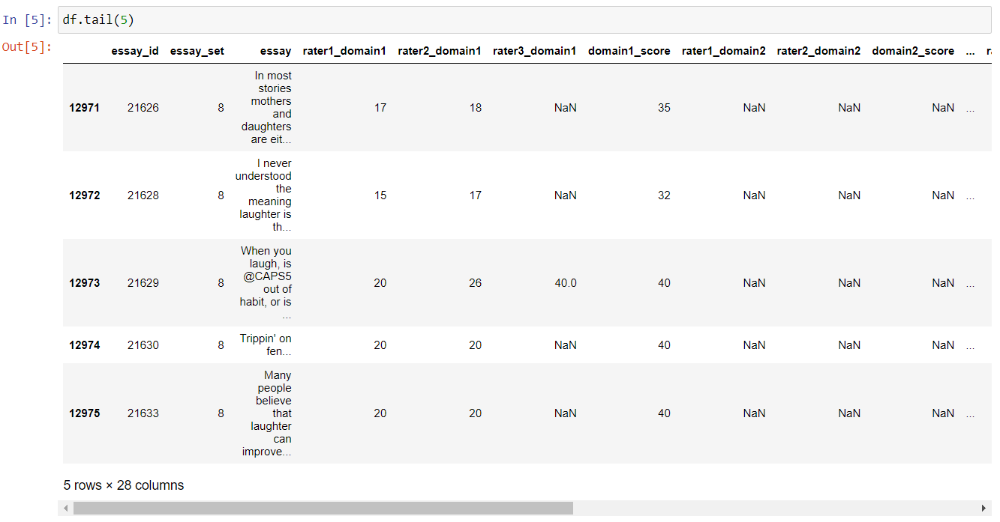 In [5]: df.tail(5)
Out[5]:
essay_id essay_set essay rater1_domain1 rater2_domain1 rater3_domain1 domain1_score rater1_domain2 rater2_domain2 domain2_score ...
12971 21626 8 In most stories mothers and daughters are eit... 17 18 NaN 35 NaN NaN NaN ...
12972 21628 8 I never understood the meaning laughter is th... 15 17 NaN 32 NaN NaN NaN ...
12973 21629 8 When you laugh, is @CAPS5 out of habit, or is ... 20 26 40.0 40 NaN NaN NaN ...
12974 21630 8 Trippin' on fen... 20 20 NaN 40 NaN NaN NaN ...
12975 21633 8 Many people believe that laughter can improve... 20 20 NaN 40 NaN NaN NaN ...
5 rows × 28 columns